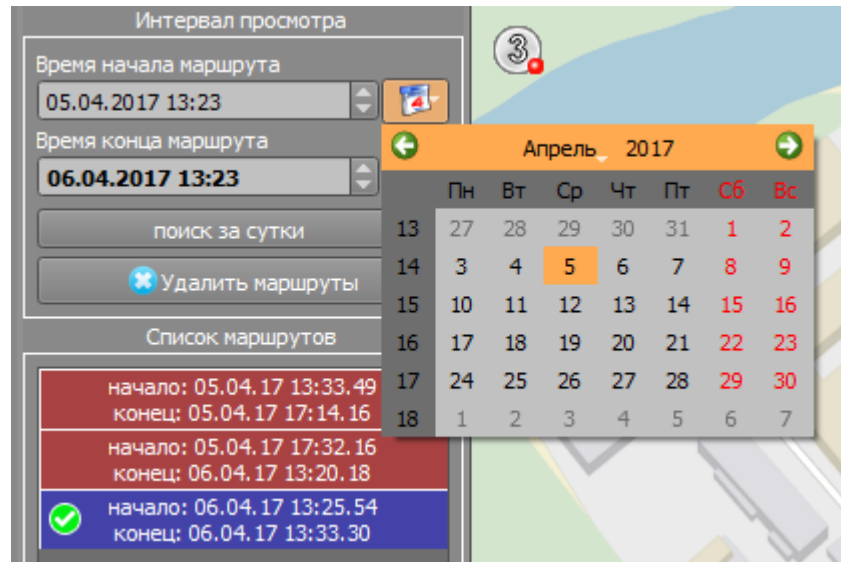 Интервал просмотра
Время начала маршрута
05.04.2017 13:23
4
Время конца маршрута
06.04.2017 13:23
поиск за сутки
Удалить маршруты
Список маршрутов
начало: 05.04.17 13:33.49
конец: 05.04.17 17:14.16
начало: 05.04.17 17:32.16
конец: 06.04.17 13:20.18
начало: 06.04.17 13:25.54
конец: 06.04.17 13:33.30
3
Апрель 2017
Пн Вт Ср Чт Пт Сб Вс
13 27 28 29 30 31 1 2
14 3 4 5 6 7 8 9
15 10 11 12 13 14 15 16
16 17 18 19 20 21 22 23
17 24 25 26 27 28 29 30
18 1 2 3 4 5 6 7